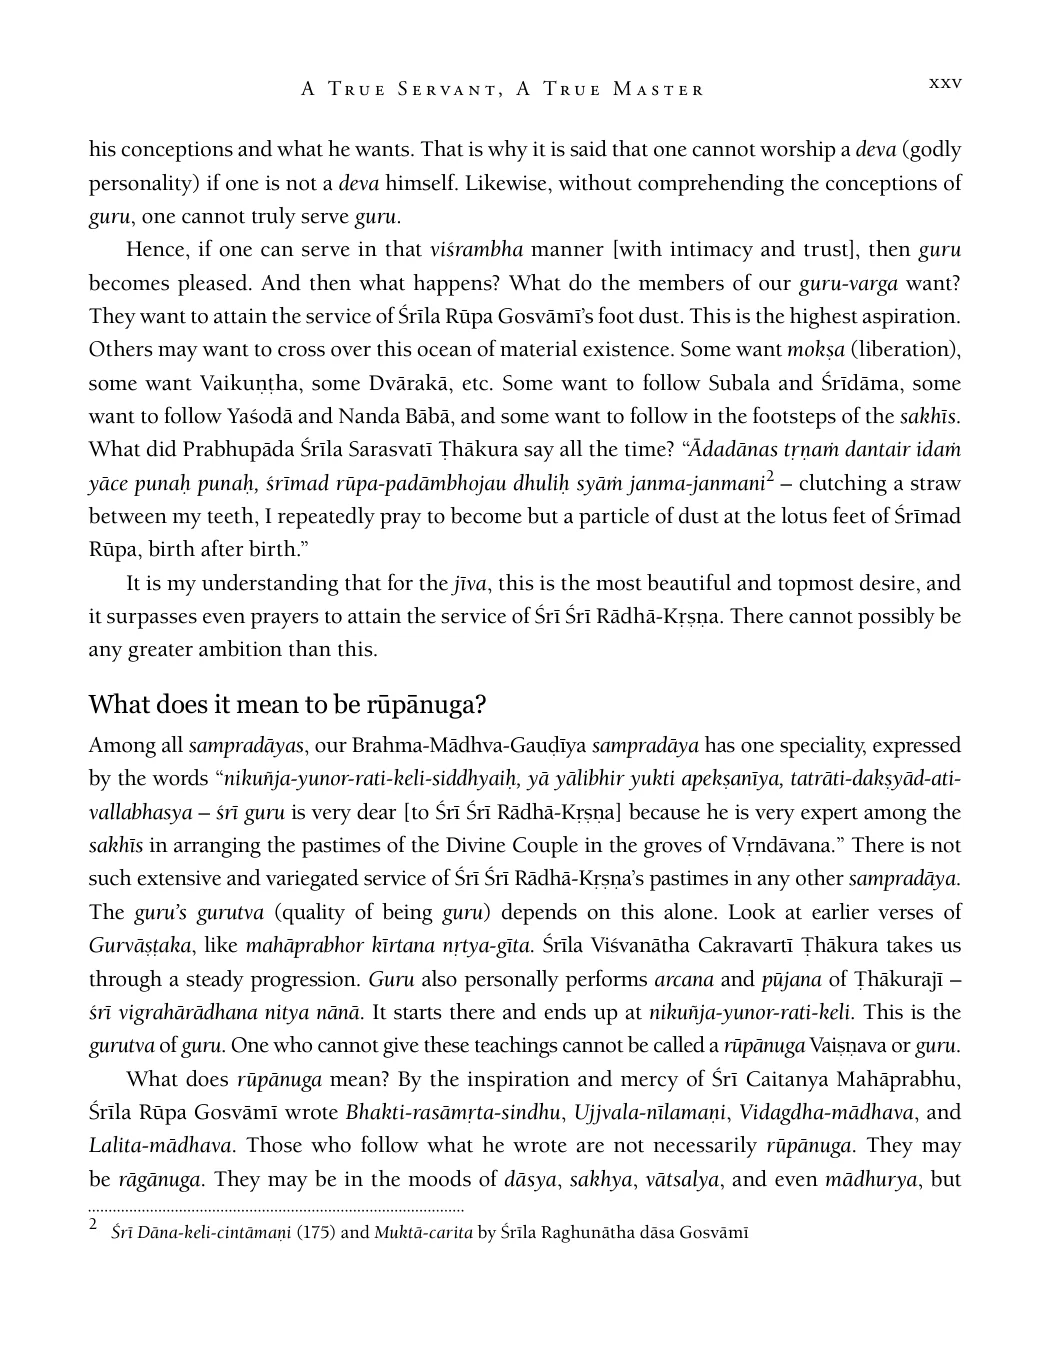 A True Servant, A True Master
xxv
his conceptions and what he wants. That is why it is said that one cannot worship a deva (godly
personality) if one is not a deva himself. Likewise, without comprehending the conceptions of
guru, one cannot truly serve guru.
Hence, if one can serve in that viśrambha manner [with intimacy and trust], then guru
becomes pleased. And then what happens? What do the members of our guru-varga want?
They want to attain the service of Śrīla Rūpa Gosvāmī’s foot dust. This is the highest aspiration.
Others may want to cross over this ocean of material existence. Some want mokṣa (liberation),
some want Vaikuṇṭha, some Dvārakā, etc. Some want to follow Subala and Śrīdāma, some
want to follow Yaśodā and Nanda Bābā, and some want to follow in the footsteps of the sakhīs.
What did Prabhupāda Śrīla Sarasvatī Ṭhākura say all the time? “Ādadānas tṛṇaṁ dantair idaṁ
yāce punaḥ punaḥ, śrīmad rūpa-padāmbhojau dhuliḥ syāṁ janma-janmani2 – clutching a straw
between my teeth, I repeatedly pray to become but a particle of dust at the lotus feet of Śrīmad
Rūpa, birth after birth.”
It is my understanding that for the jīva, this is the most beautiful and topmost desire, and
it surpasses even prayers to attain the service of Śrī Śrī Rādhā-Kṛṣṇa. There cannot possibly be
any greater ambition than this.
What does it mean to be rūpānuga?
Among all sampradāyas, our Brahma-Mādhva-Gauḍīya sampradāya has one speciality, expressed
by the words “nikuñja-yunor-rati-keli-siddhyaiḥ, yā yālibhir yukti apekṣanīya, tatrāti-dakṣyād-ati-
vallabhasya – śrī guru is very dear [to Śrī Śrī Rādhā-Kṛṣṇa] because he is very expert among the
sakhīs in arranging the pastimes of the Divine Couple in the groves of Vṛndāvana.” There is not
such extensive and variegated service of Śrī Śrī Rādhā-Kṛṣṇa’s pastimes in any other sampradāya.
The guru’s gurutva (quality of being guru) depends on this alone. Look at earlier verses of
Gurvāṣṭaka, like mahāprabhor kīrtana nṛtya-gīta. Śrīla Viśvanātha Cakravartī Ṭhākura takes us
through a steady progression. Guru also personally performs arcana and pūjana of Ṭhākurajī –
śrī vigrahārādhana nitya nānā. It starts there and ends up at nikuñja-yunor-rati-keli. This is the
gurutva of guru. One who cannot give these teachings cannot be called a rūpānuga Vaiṣṇava or guru.
What does rūpānuga mean? By the inspiration and mercy of Śrī Caitanya Mahāprabhu,
Śrīla Rūpa Gosvāmī wrote Bhakti-rasāmṛta-sindhu, Ujjvala-nīlamaṇi, Vidagdha-mādhava, and
Lalita-mādhava. Those who follow what he wrote are not necessarily rūpānuga. They may
be rāgānuga. They may be in the moods of dāsya, sakhya, vātsalya, and even mādhurya, but
2 Śrī Dāna-keli-cintāmaṇi (175) and Muktā-carita by Śrīla Raghunātha dāsa Gosvāmī